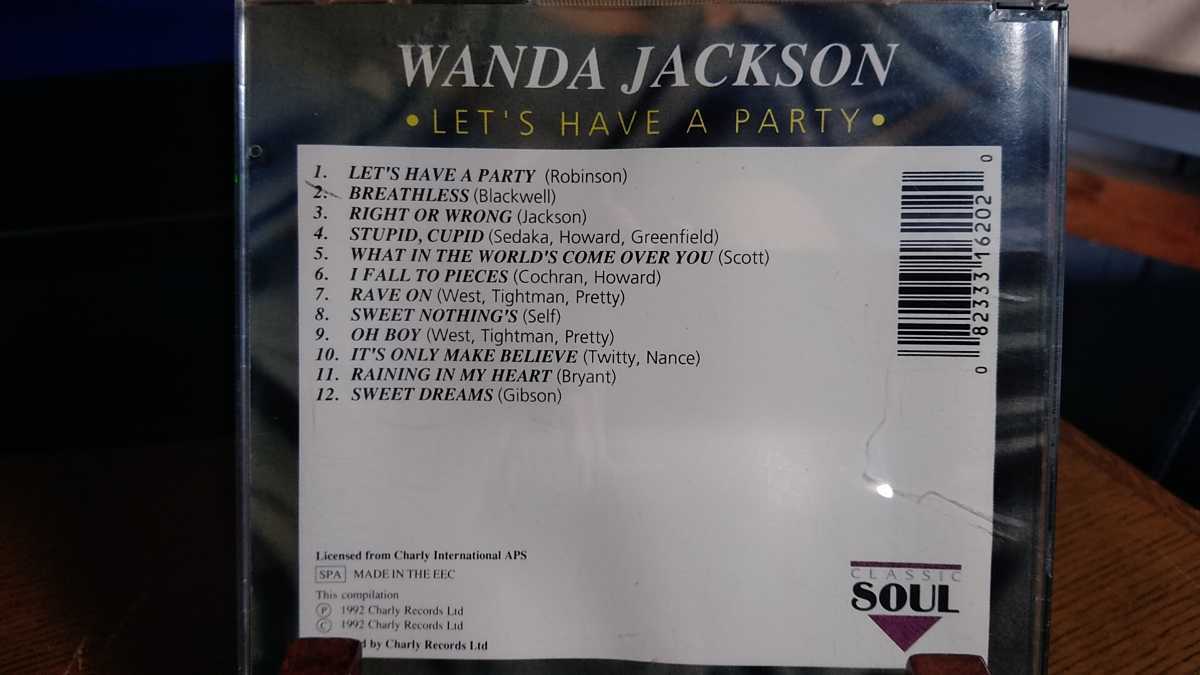 WANDA JACKSON
• LET'S HAVE A PARTY •
1. LET'S HAVE A PARTY (Robinson)
2. BREATHLESS (Blackwell)
3. RIGHT OR WRONG (Jackson)
4. STUPID, CUPID (Sedaka, Howard, Greenfield)
5. WHAT IN THE WORLD'S COME OVER YOU (Scott)
6. I FALL TO PIECES (Cochran, Howard)
7. RAVE ON (West, Tightman, Pretty)
8. SWEET NOTHING'S (Self)
9. OH BOY (West, Tightman, Pretty)
10. IT'S ONLY MAKE BELIEVE (Twitty, Nance)
11. RAINING IN MY HEART (Bryant)
12. SWEET DREAMS (Gibson)
0 82333 16202 0
Licensed from Charly International APS
SPA MADE IN THE EEC
This compilation
Ⓟ 1992 Charly Records Ltd
© 1992 Charly Records Ltd
by Charly Records Ltd
CLASSIC
SOUL